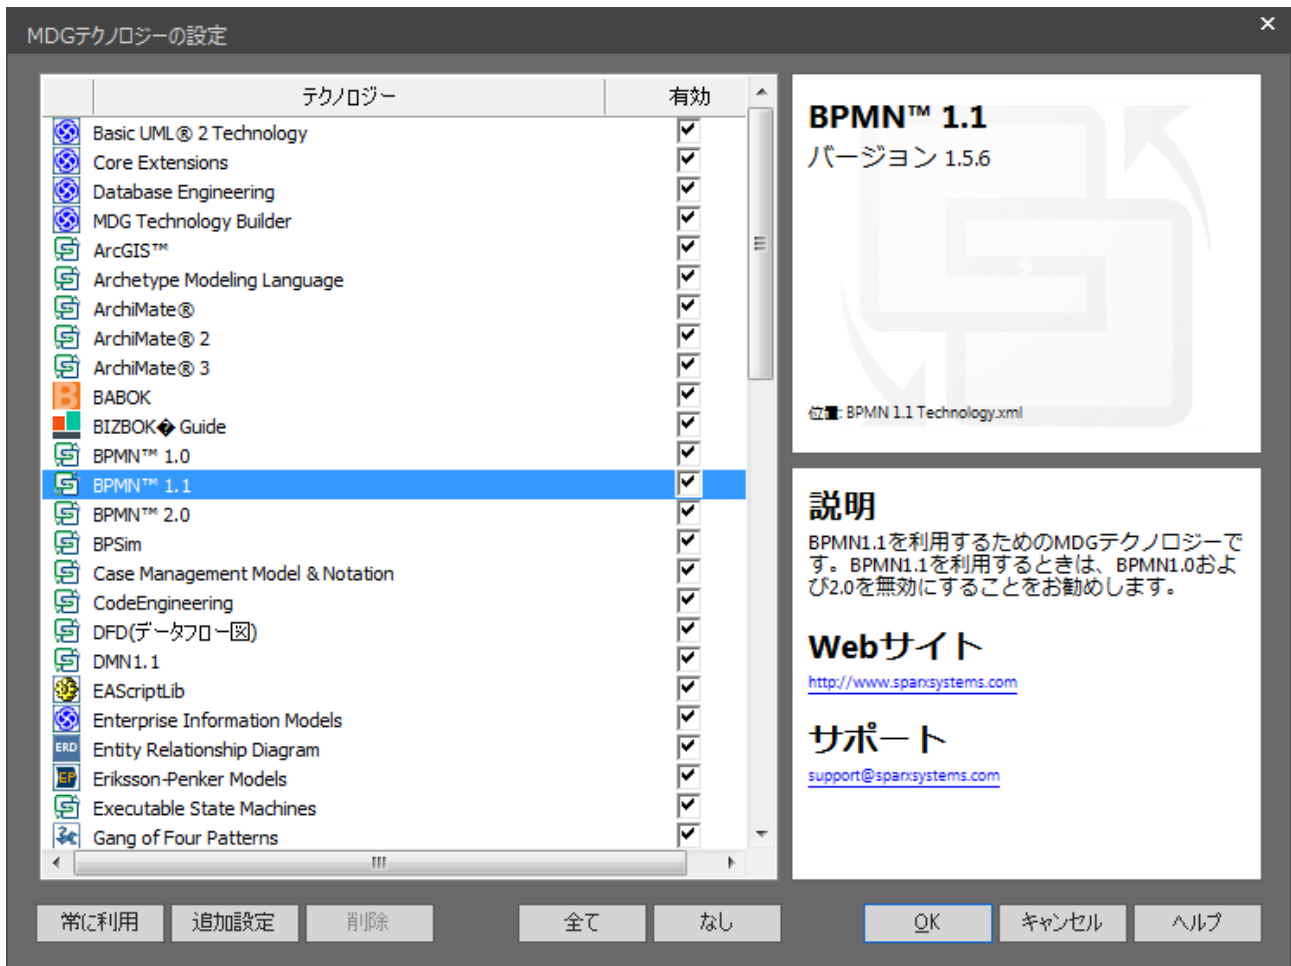 MDGテクノロジーの設定
テクノロジー 有効
Basic UML® 2 Technology
Core Extensions
Database Engineering
MDG Technology Builder
ArcGIS™
Archetype Modeling Language
ArchiMate®
ArchiMate® 2
ArchiMate® 3
BABOK
BIZBOK� Guide
BPMN™ 1.0
BPMN™ 1.1
BPMN™ 2.0
BPSim
Case Management Model & Notation
CodeEngineering
DFD(データフロー図)
DMN1.1
EAScriptLib
Enterprise Information Models
ERD Entity Relationship Diagram
EP Eriksson-Penker Models
Executable State Machines
Gang of Four Patterns
BPMN™ 1.1
バージョン 1.5.6
位置: BPMN 1.1 Technology.xml
説明
BPMN1.1を利用するためのMDGテクノロジーで
す。BPMN1.1を利用するときは、BPMN1.0およ
び2.0を無効にすることをお勧めします。
Webサイト
http://www.sparxsystems.com
サポート
support@sparxsystems.com
常に利用 追加設定 削除 全て なし OK キャンセル ヘルプ